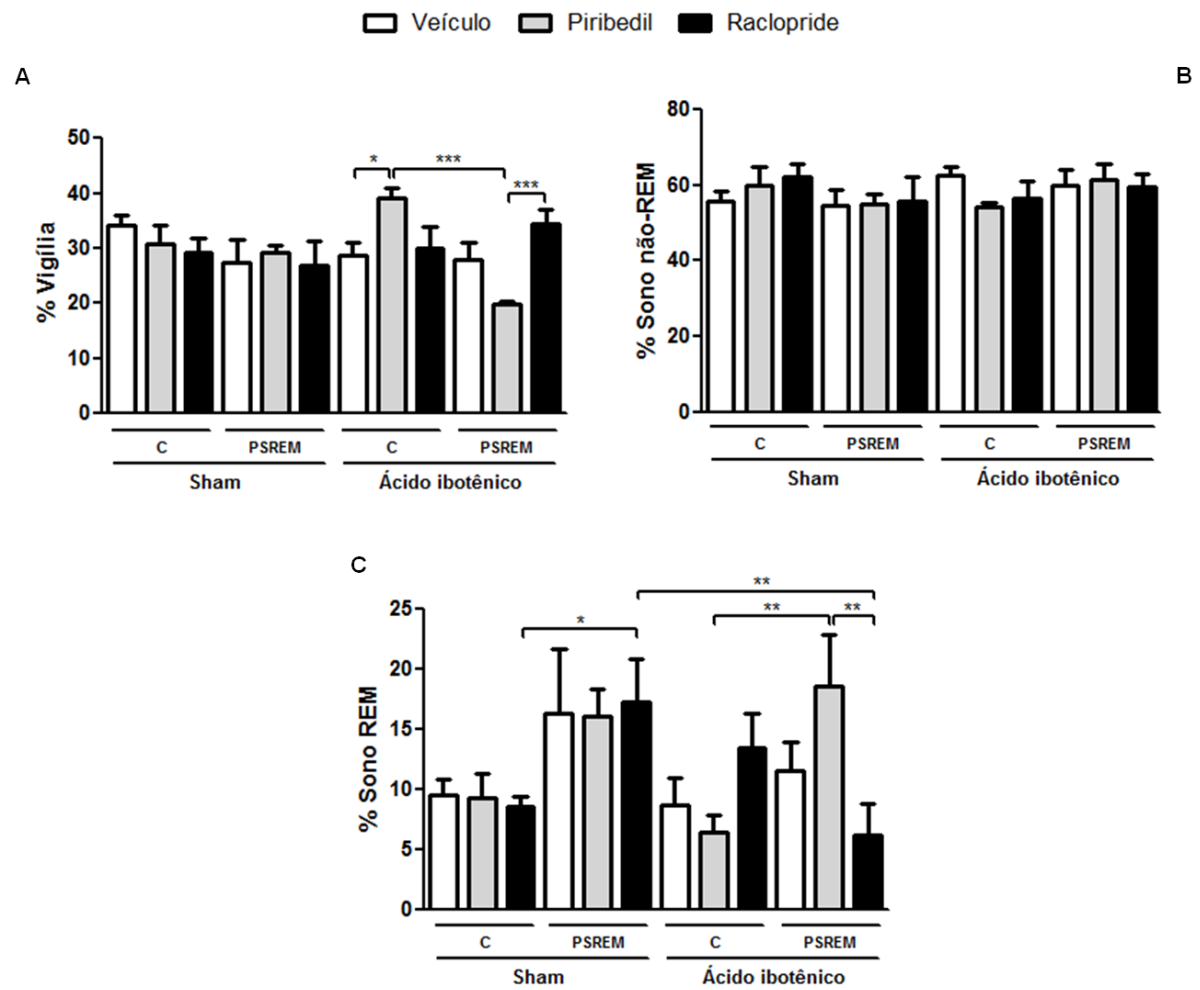 Veículo Piribedil Raclopride
A
B
% Vigília
50
40
30
20
10
0
* *** ***
C PSREM C PSREM
Sham Ácido ibotênico
% Sono não-REM
80
60
40
20
0
C PSREM C PSREM
Sham Ácido ibotênico
C
% Sono REM
25
20
15
10
5
0
**
** **
*
C PSREM C PSREM
Sham Ácido ibotênico